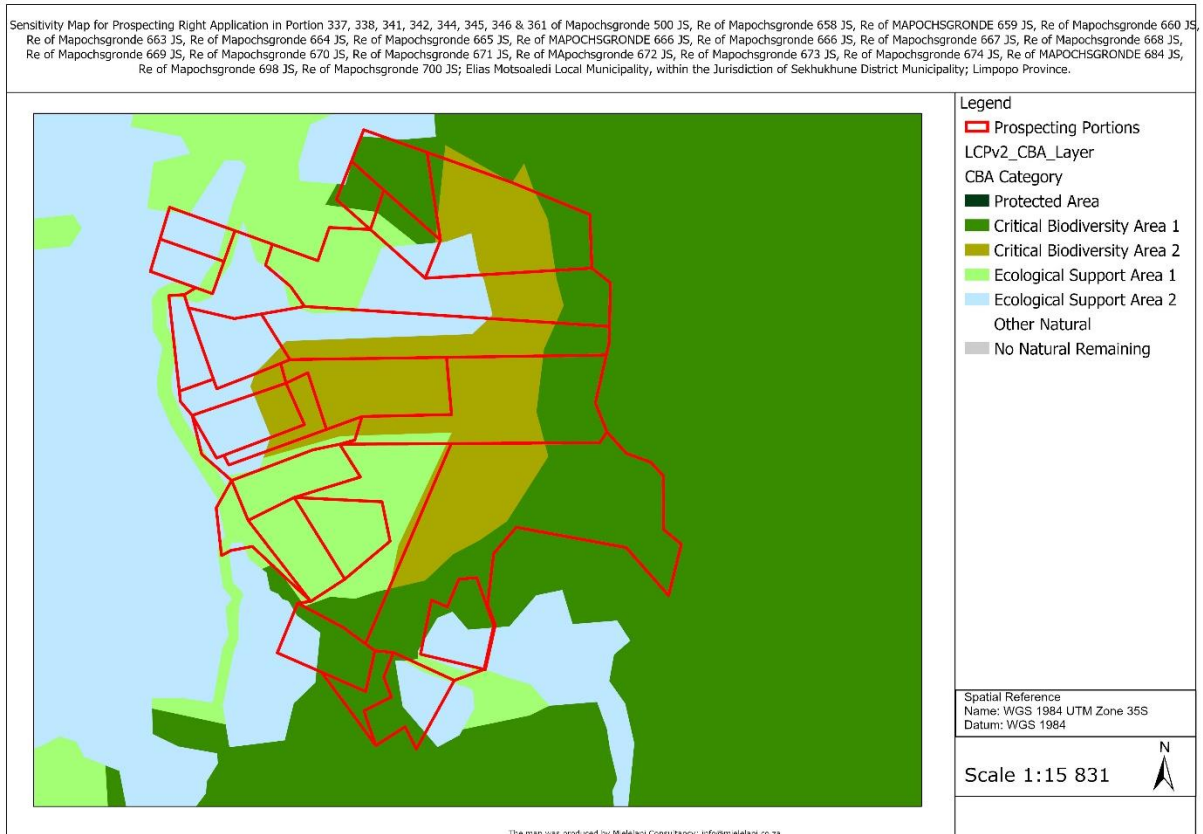 Sensitivity Map for Prospecting Right Application in Portion 337, 338, 341, 342, 344, 345, 346 & 361 of Mapochsgronde 500 JS, Re of Mapochsgronde 658 JS, Re of MAPOCHSGRONDE 659 JS, Re of Mapochsgronde 660 JS,
Re of Mapochsgronde 663 JS, Re of Mapochsgronde 664 JS, Re of Mapochsgronde 665 JS, Re of MAPOCHSGRONDE 666 JS, Re of Mapochsgronde 666 JS, Re of Mapochsgronde 667 JS, Re of Mapochsgronde 668 JS,
Re of Mapochsgronde 669 JS, Re of Mapochsgronde 670 JS, Re of Mapochsgronde 671 JS, Re of MApochsgronde 672 JS, Re of Mapochsgronde 673 JS, Re of Mapochsgronde 674 JS, Re of MAPOCHSGRONDE 684 JS,
Re of Mapochsgronde 698 JS, Re of Mapochsgronde 700 JS; Elias Motsoaledi Local Municipality, within the Jurisdiction of Sekhukhune District Municipality; Limpopo Province.
Legend
Prospecting Portions
LCPv2_CBA_Layer
CBA Category
Protected Area
Critical Biodiversity Area 1
Critical Biodiversity Area 2
Ecological Support Area 1
Ecological Support Area 2
Other Natural
No Natural Remaining
Spatial Reference
Name: WGS 1984 UTM Zone 35S
Datum: WGS 1984
N
Scale 1:15 831
The map was produced by Mielelani Consultancy: